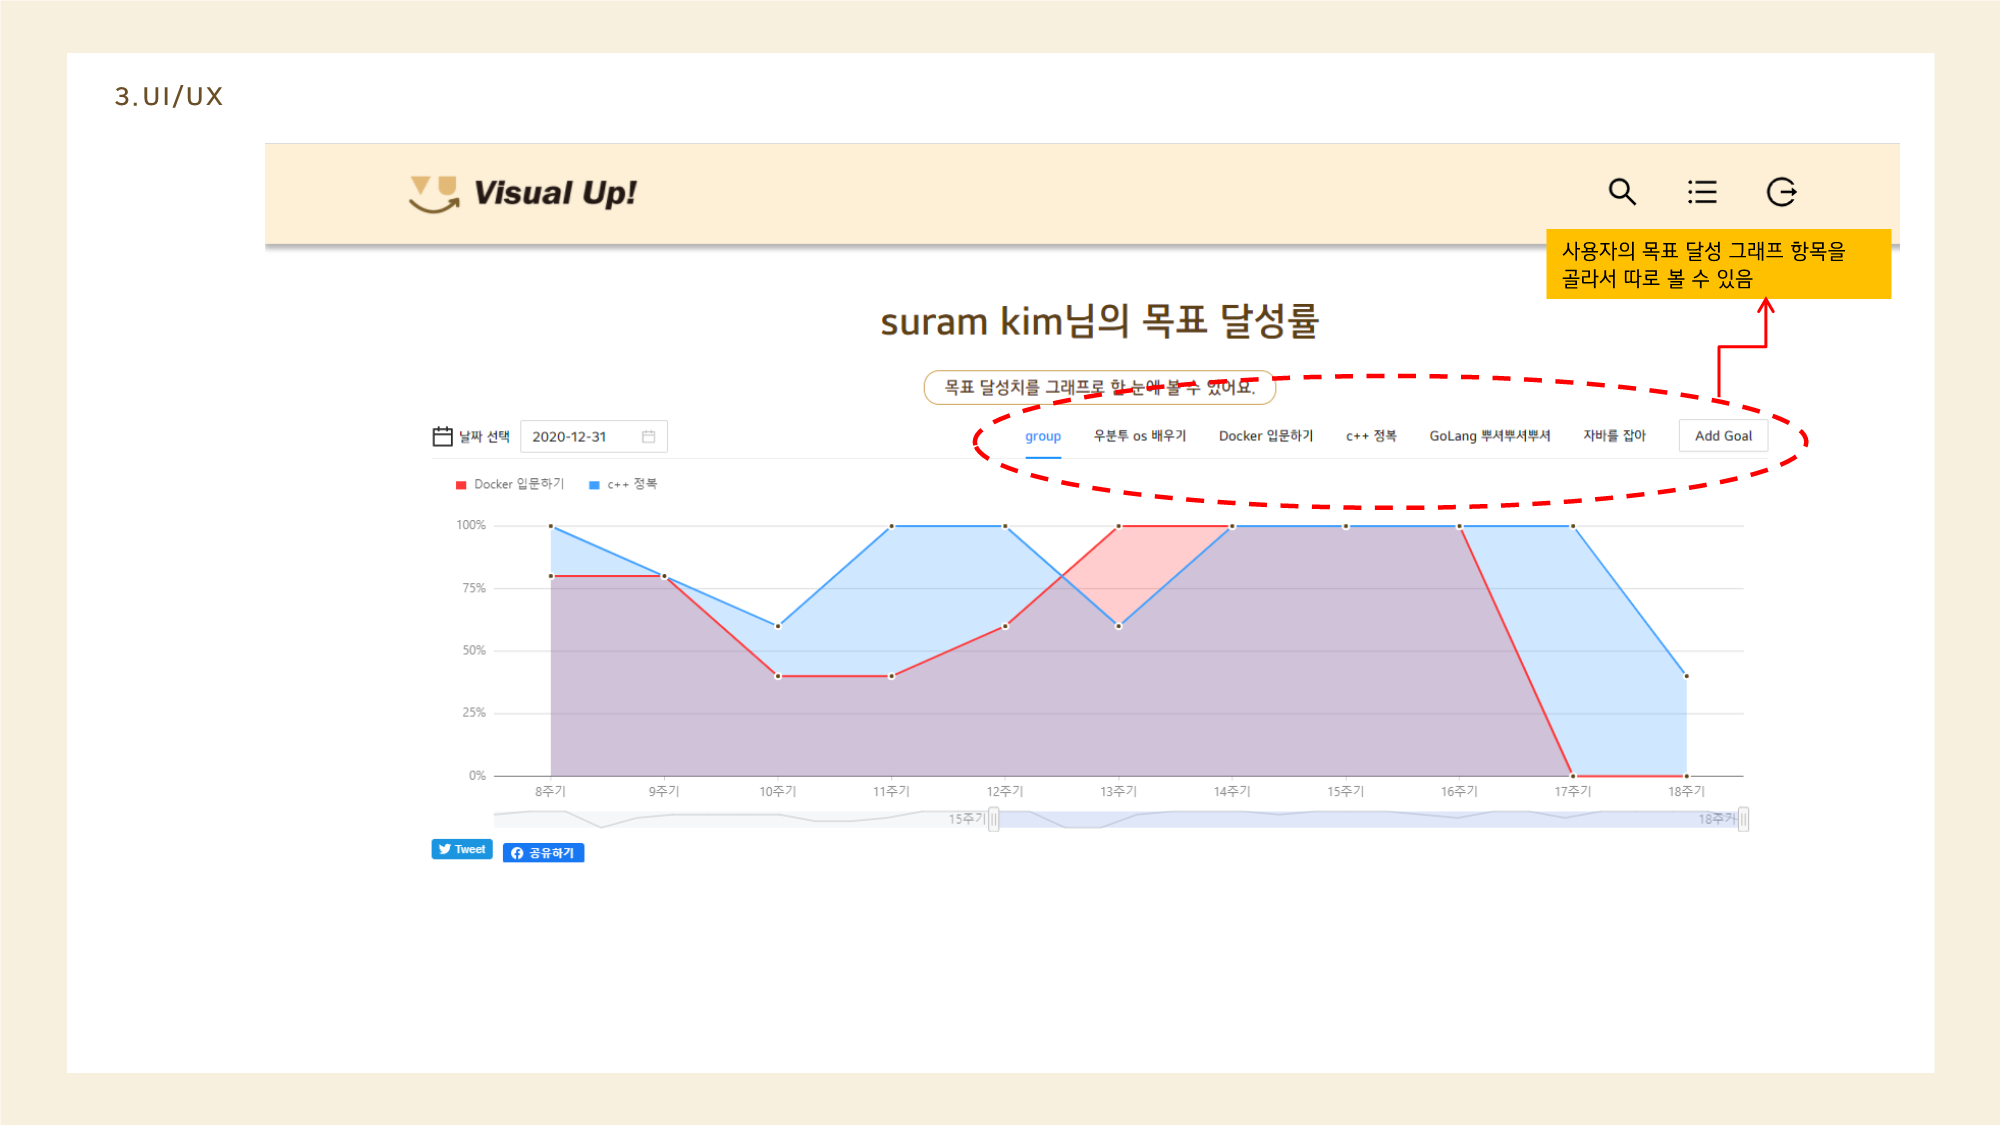 3.UI/UX
Visual Up!
사용자의 목표 달성 그래프 항목을
골라서 따로 볼 수 있음
suram kim님의 목표 달성률
목표 달성치를 그래프로 한 눈에 볼 수 있어요.
날짜 선택 2020-12-31
group 우분투 os 배우기 Docker 입문하기 c++ 정복 GoLang 뿌셔뿌셔뿌셔 자바를 잡아 Add Goal
Docker 입문하기 c++ 정복
100%
75%
50%
25%
0%
8주기 9주기 10주기 11주기 12주기 13주기 14주기 15주기 16주기 17주기 18주기
15주기 18주기
Tweet 공유하기